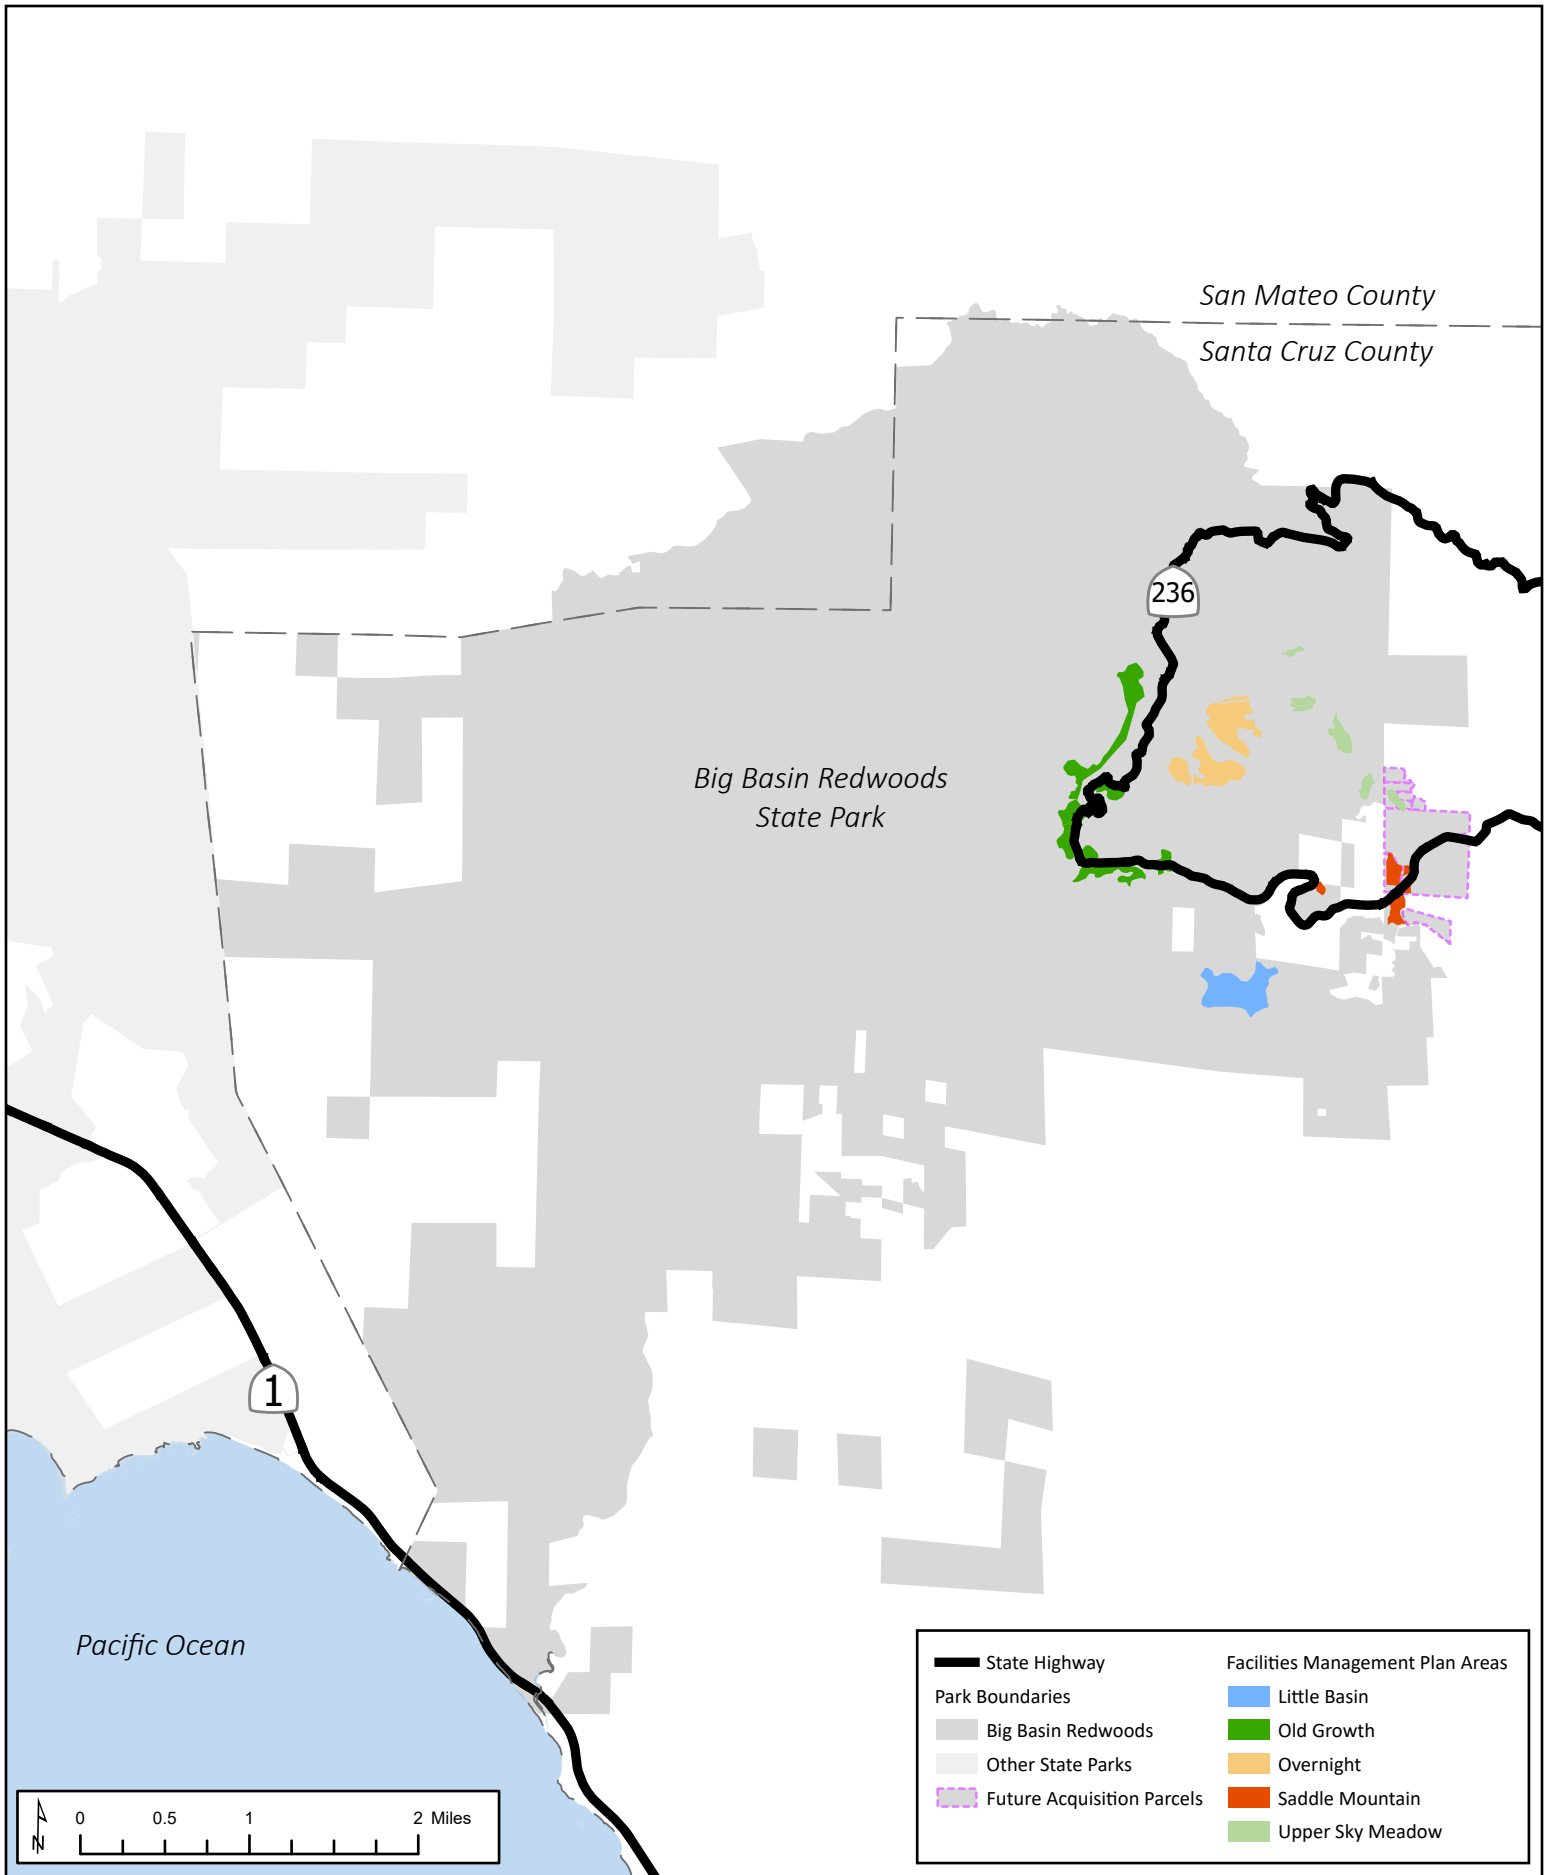 San Mateo County
Santa Cruz County
236
Big Basin Redwoods
State Park
1
Pacific Ocean
State Highway
Park Boundaries
Big Basin Redwoods
Other State Parks
Future Acquisition Parcels
Facilities Management Plan Areas
Little Basin
Old Growth
Overnight
Saddle Mountain
Upper Sky Meadow
N
0 0.5 1 2 Miles